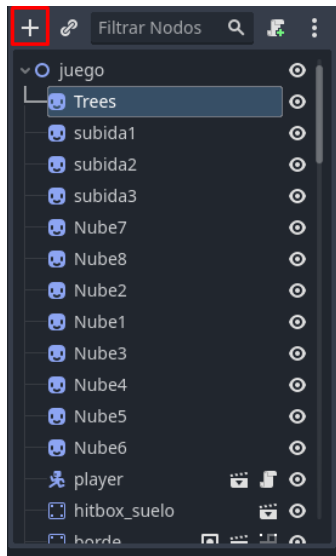 Filtrar Nodos
juego
Trees
subida1
subida2
subida3
Nube7
Nube8
Nube2
Nube1
Nube3
Nube4
Nube5
Nube6
player
hitbox_suelo
borde